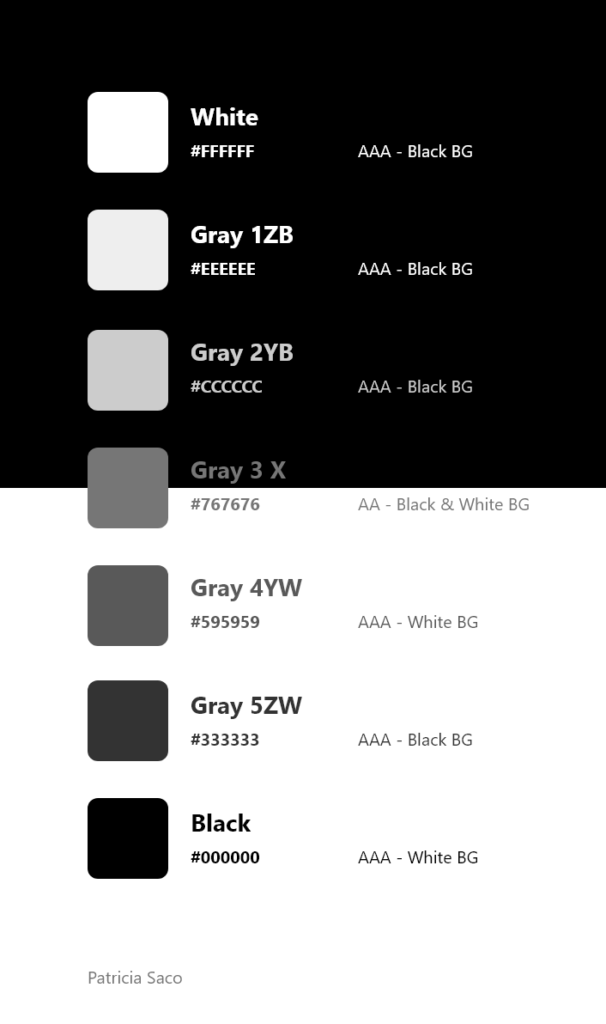 White
#FFFFFF AAA - Black BG
Gray 1ZB
#EEEEEE AAA - Black BG
Gray 2YB
#CCCCCC AAA - Black BG
Gray 3 X
#767676 AA - Black & White BG
Gray 4YW
#595959 AAA - White BG
Gray 5ZW
#333333 AAA - Black BG
Black
#000000 AAA - White BG
Patricia Saco